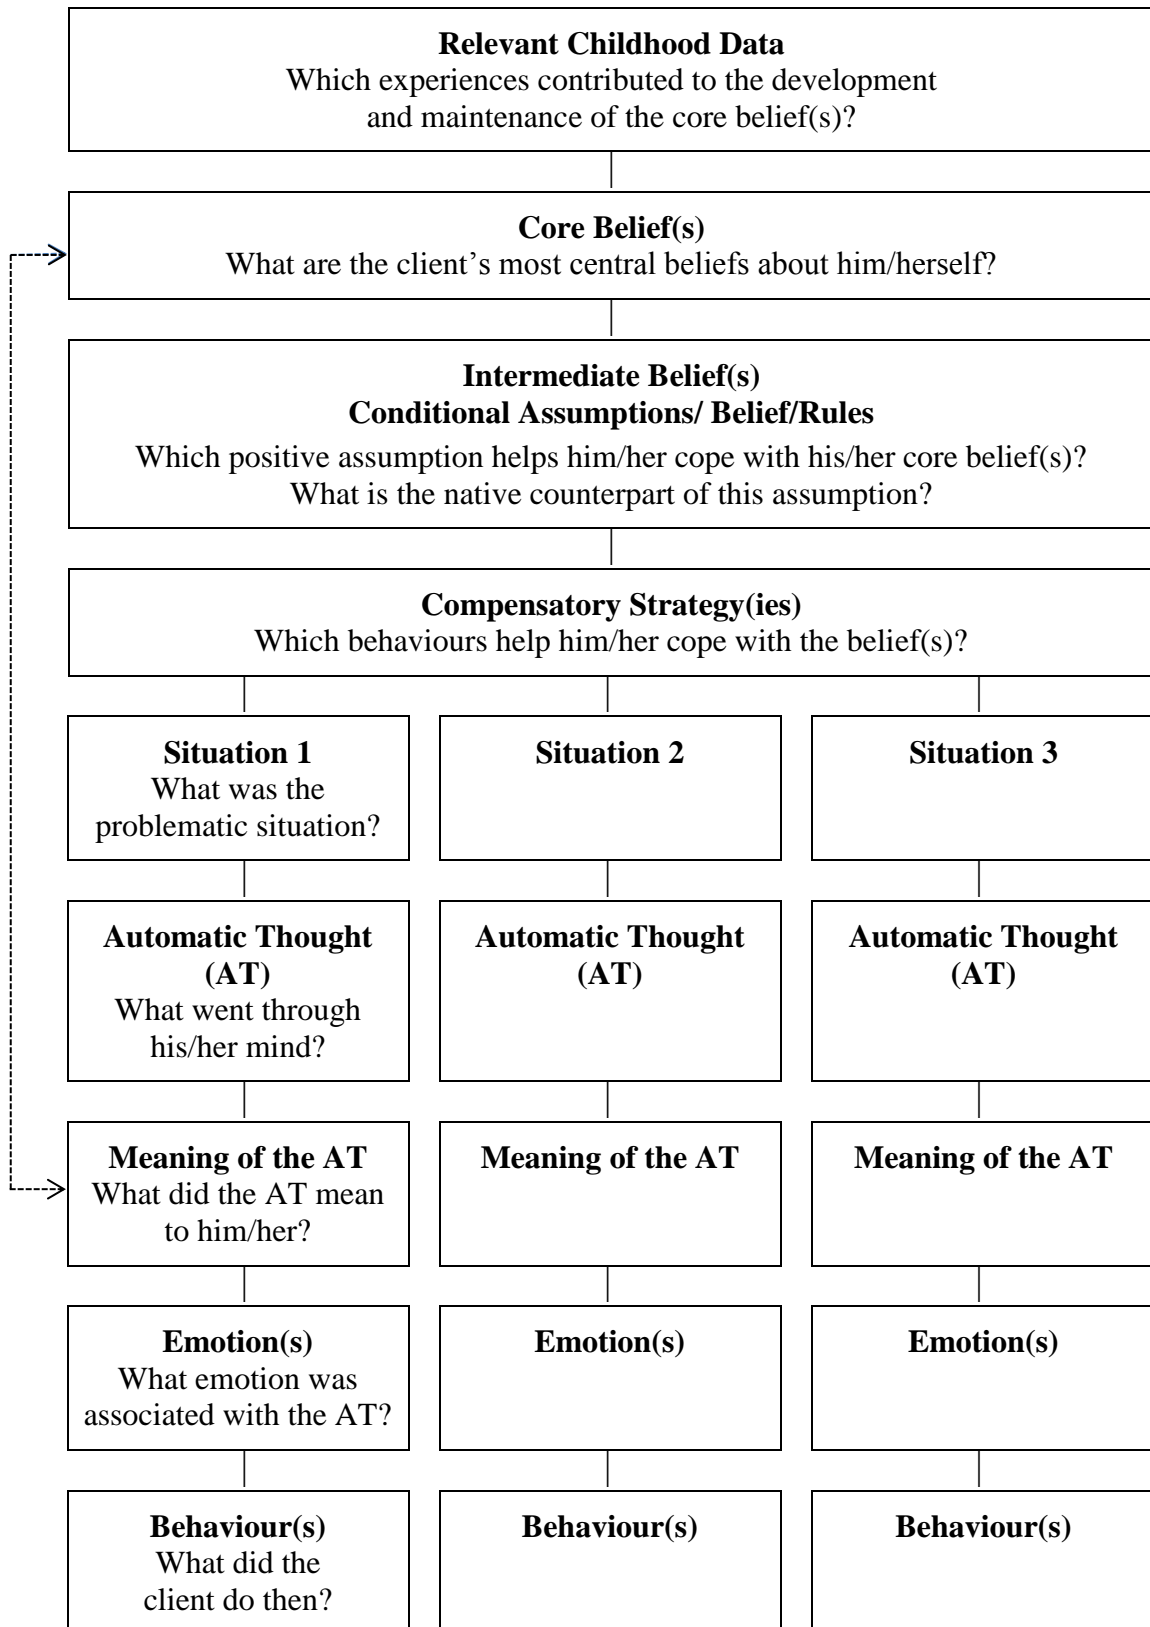 Relevant Childhood Data
Which experiences contributed to the development
and maintenance of the core belief(s)?
Core Belief(s)
What are the client’s most central beliefs about him/herself?
Intermediate Belief(s)
Conditional Assumptions/ Belief/Rules
Which positive assumption helps him/her cope with his/her core belief(s)?
What is the native counterpart of this assumption?
Compensatory Strategy(ies)
Which behaviours help him/her cope with the belief(s)?
Situation 1
What was the
problematic situation?
Situation 2
Situation 3
Automatic Thought
(AT)
What went through
his/her mind?
Automatic Thought
(AT)
Automatic Thought
(AT)
Meaning of the AT
What did the AT mean
to him/her?
Meaning of the AT
Meaning of the AT
Emotion(s)
What emotion was
associated with the AT?
Emotion(s)
Emotion(s)
Behaviour(s)
What did the
client do then?
Behaviour(s)
Behaviour(s)